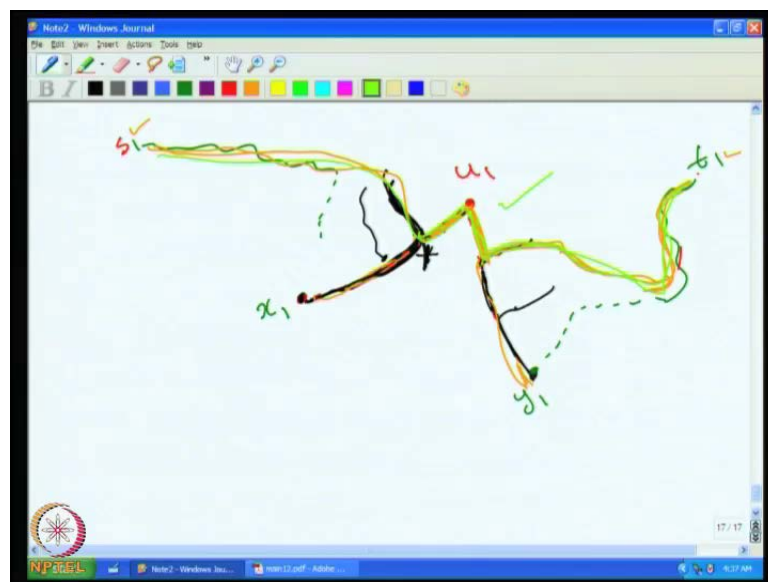 Note2 - Windows Journal
File Edit View Insert Actions Tools Help
B I
s1
t1
u1
x1
y1
17 / 17
NPTEL
Note2 - Windows Jou...
main12.pdf - Adobe ...
4:37 AM